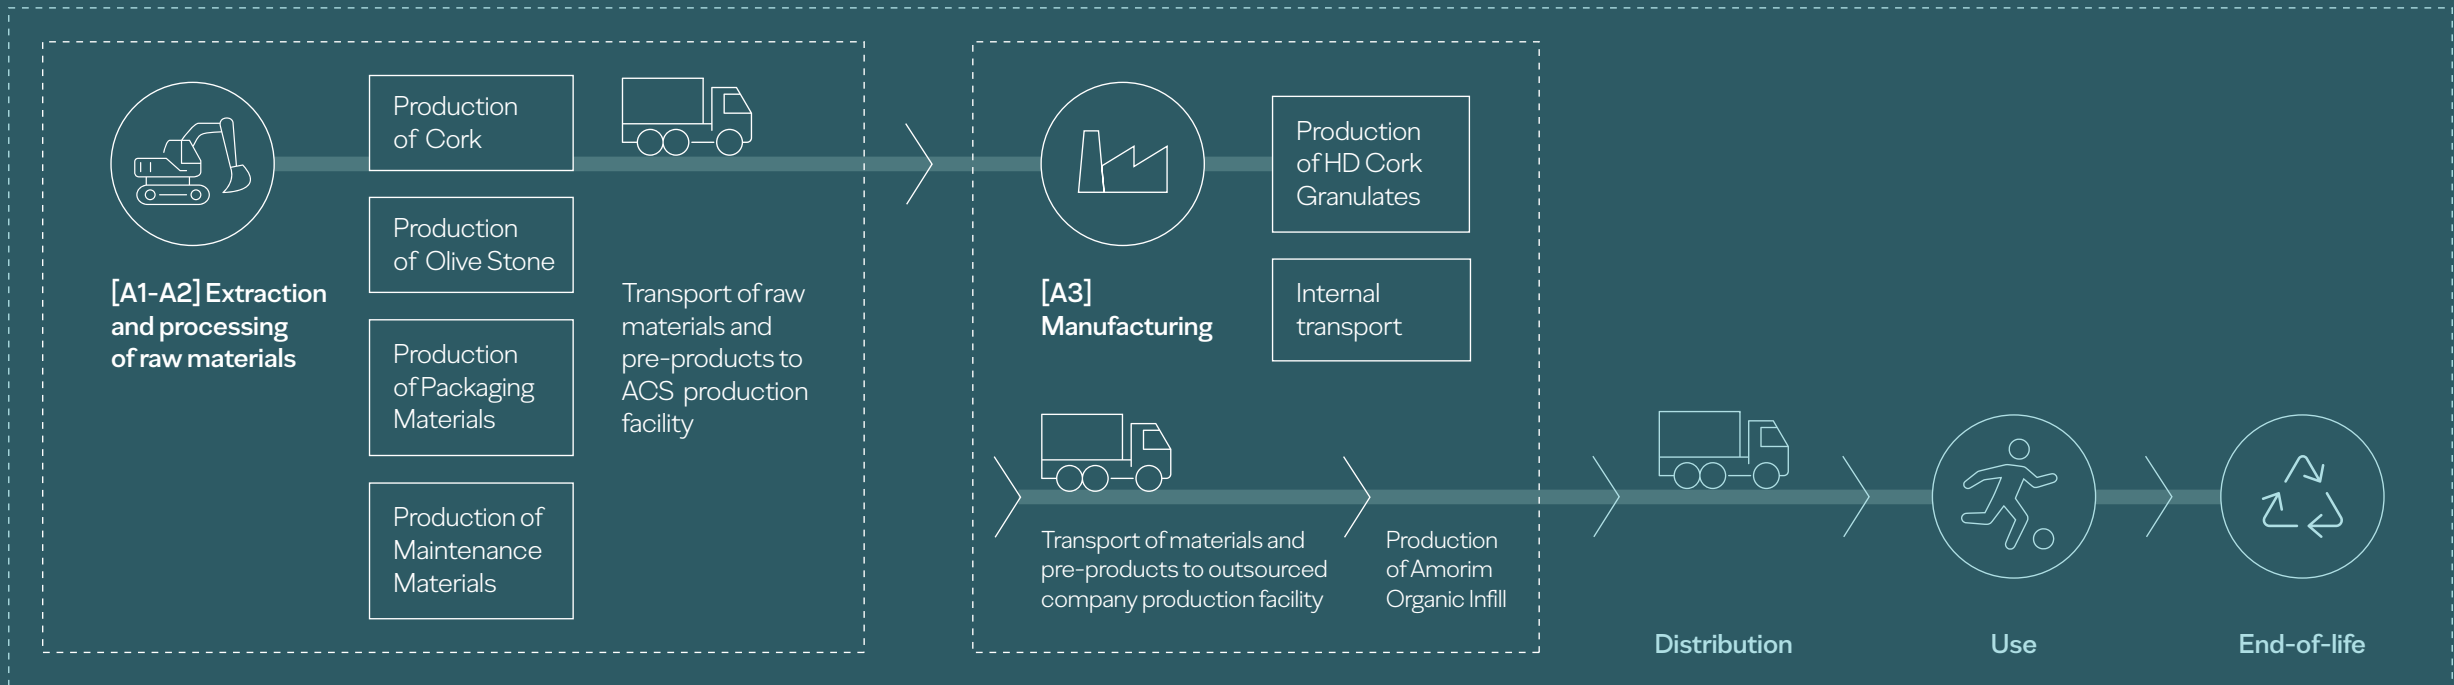 [A1-A2] Extraction
and processing
of raw materials
Production
of Cork
Production
of Olive Stone
Production
of Packaging
Materials
Production of
Maintenance
Materials
Transport of raw
materials and
pre-products to
ACS production
facility
[A3]
Manufacturing
Production
of HD Cork
Granulates
Internal
transport
Transport of materials and
pre-products to outsourced
company production facility
Production
of Amorim
Organic Infill
Distribution
Use
End-of-life